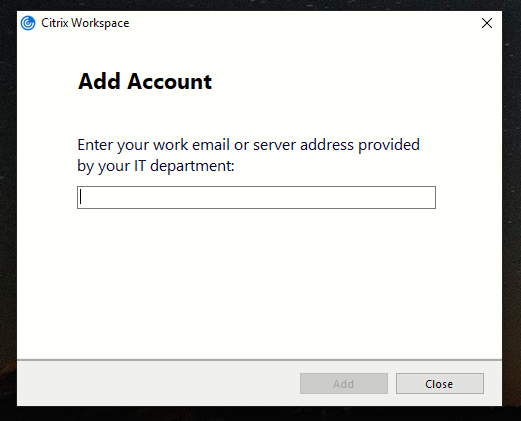 Citrix Workspace
Add Account
Enter your work email or server address provided
by your IT department:
Add
Close